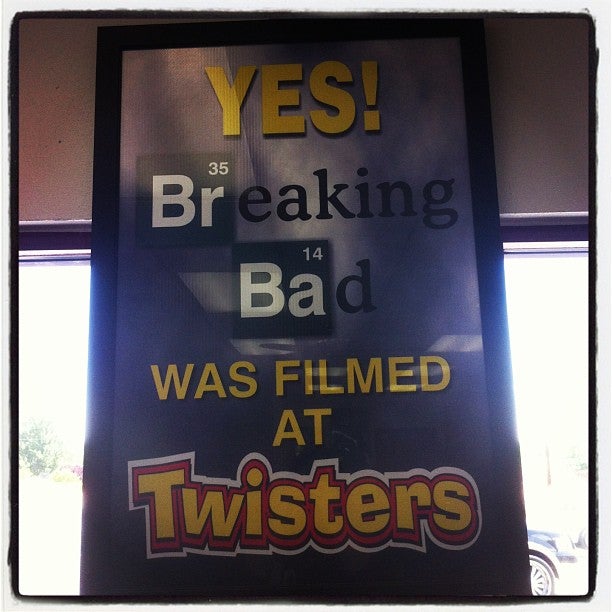 YES!
35
Breaking
14
Bad
WAS FILMED
AT
Twisters